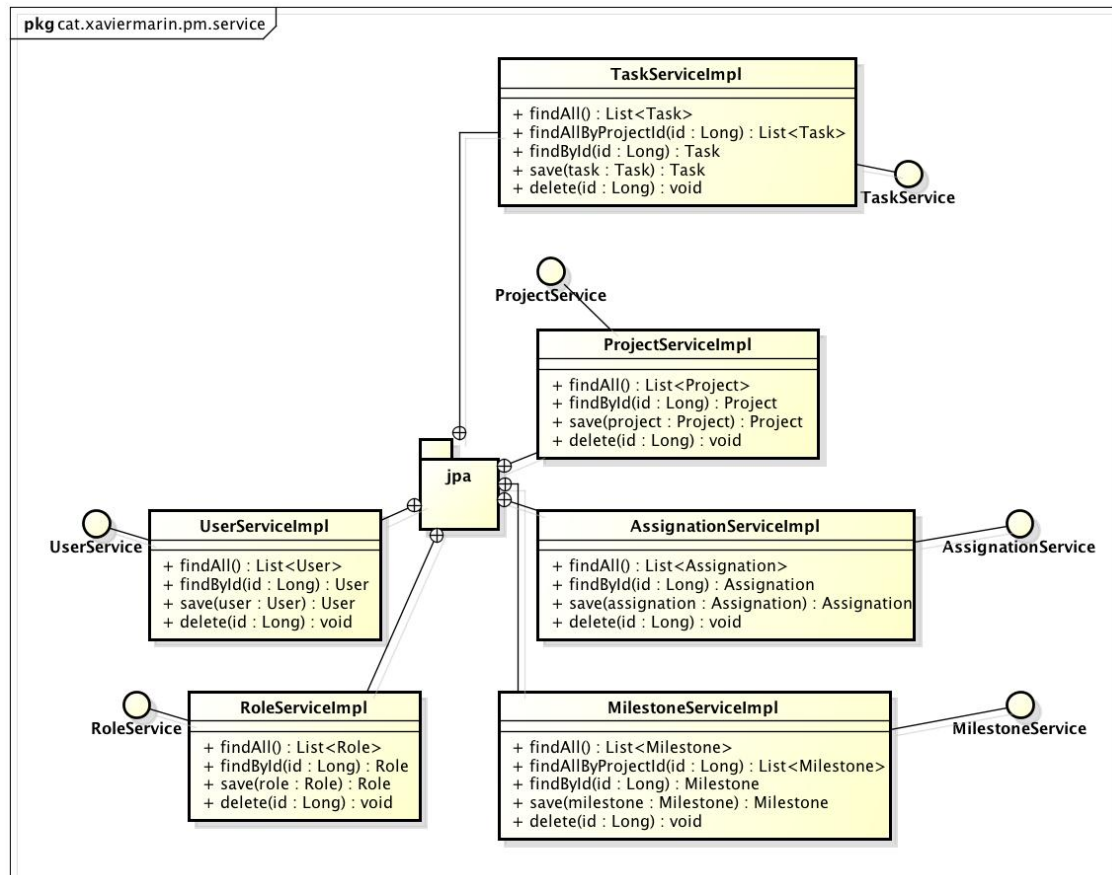 pkg cat.xaviermarin.pm.service
TaskServiceImpl
+ findAll() : List<Task>
+ findAllByProjectId(id : Long) : List<Task>
+ findById(id : Long) : Task
+ save(task : Task) : Task
+ delete(id : Long) : void
TaskService
ProjectService
ProjectServiceImpl
+ findAll() : List<Project>
+ findById(id : Long) : Project
+ save(project : Project) : Project
+ delete(id : Long) : void
jpa
UserService
UserServiceImpl
+ findAll() : List<User>
+ findById(id : Long) : User
+ save(user : User) : User
+ delete(id : Long) : void
AssignationServiceImpl
+ findAll() : List<Assignation>
+ findById(id : Long) : Assignation
+ save(assignation : Assignation) : Assignation
+ delete(id : Long) : void
AssignationService
RoleService
RoleServiceImpl
+ findAll() : List<Role>
+ findById(id : Long) : Role
+ save(role : Role) : Role
+ delete(id : Long) : void
MilestoneServiceImpl
+ findAll() : List<Milestone>
+ findAllByProjectId(id : Long) : List<Milestone>
+ findById(id : Long) : Milestone
+ save(milestone : Milestone) : Milestone
+ delete(id : Long) : void
MilestoneService